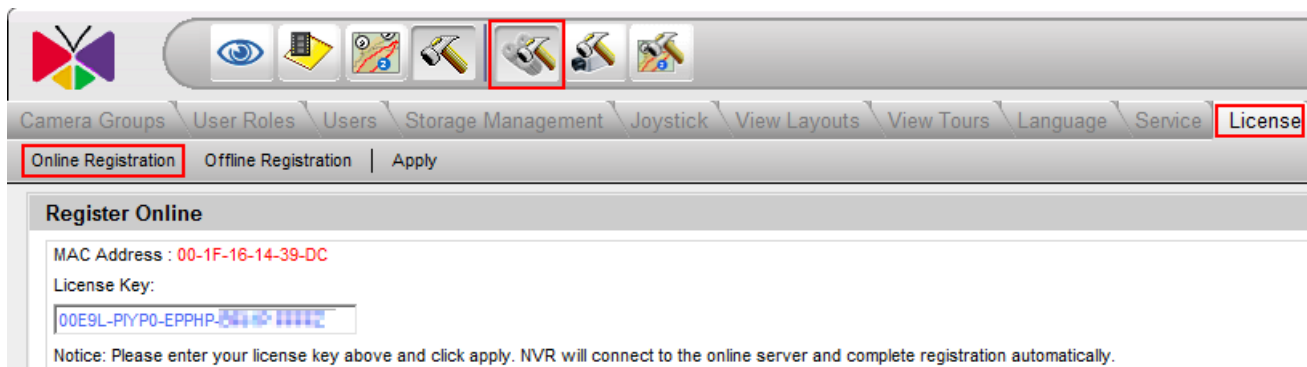 Camera Groups User Roles Users Storage Management Joystick View Layouts View Tours Language Service License
Online Registration Offline Registration | Apply
Register Online
MAC Address : 00-1F-16-14-39-DC
License Key:
00E9L-PIYP0-EPPHP-
Notice: Please enter your license key above and click apply. NVR will connect to the online server and complete registration automatically.